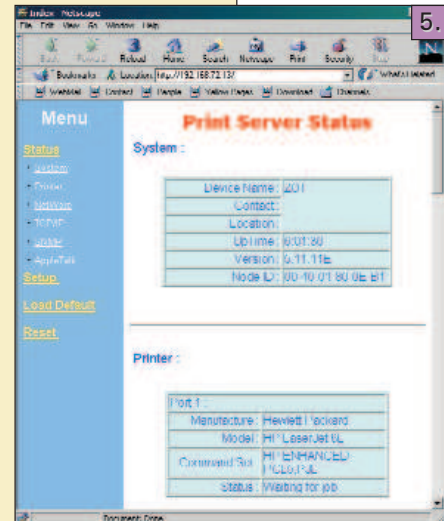 Index - Netscape
5.
File Edit View Go Window Help
Back Forward Reload Home Search Netscape Print Security Stop
Bookmarks Location: http://192.168.72.13/ What's Related
WebMail Contact People Yellow Pages Download Channels
Menu
Print Server Status
Status
System
Printer
NetWare
TCP/IP
SNMP
AppleTalk
Setup
Load Default
Reset
System :
Device Name: ZOT
Contact:
Location:
Up Time: 6:01:30
Version: 5.11.11E
Node ID: 00 40 01 80 0E B1
Printer :
Port 1 :
Manufacture: Hewlett Packard
Model: HP LaserJet 6L
Command Set: HP ENHANCED
PCL5,PJL
Status: Waiting for job
Document: Done